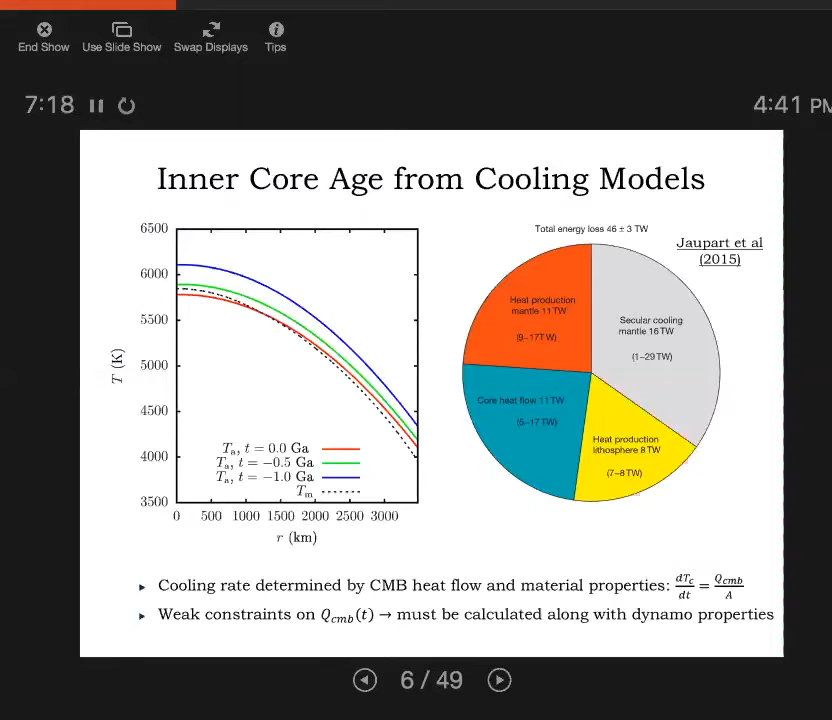 End Show
Use Slide Show
Swap Displays
Tips
7:18
4:41 PM
Inner Core Age from Cooling Models
6500
6000
5500
5000
4500
4000
3500
T (K)
Tₐ, t = 0.0 Ga
Tₐ, t = −0.5 Ga
Tₐ, t = −1.0 Ga
Tₘ
0 500 1000 1500 2000 2500 3000
r (km)
Total energy loss 46 ± 3 TW
Jaupart et al
(2015)
Heat production
mantle 11 TW
(9–17 TW)
Secular cooling
mantle 16 TW
(1–29 TW)
Core heat flow 11 TW
(5–17 TW)
Heat production
lithosphere 8 TW
(7–8 TW)
▸ Cooling rate determined by CMB heat flow and material properties: dT_c/dt = Q_cmb/A
▸ Weak constraints on Q_cmb(t) → must be calculated along with dynamo properties
6 / 49